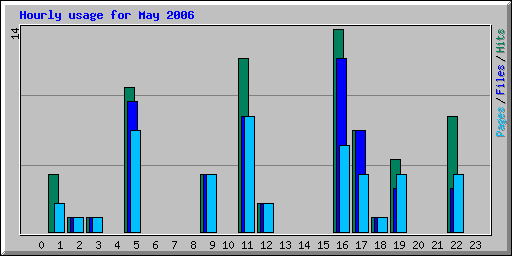 Hourly usage for May 2006
14
Pages / Files / Hits
0 1 2 3 4 5 6 7 8 9 10 11 12 13 14 15 16 17 18 19 20 21 22 23